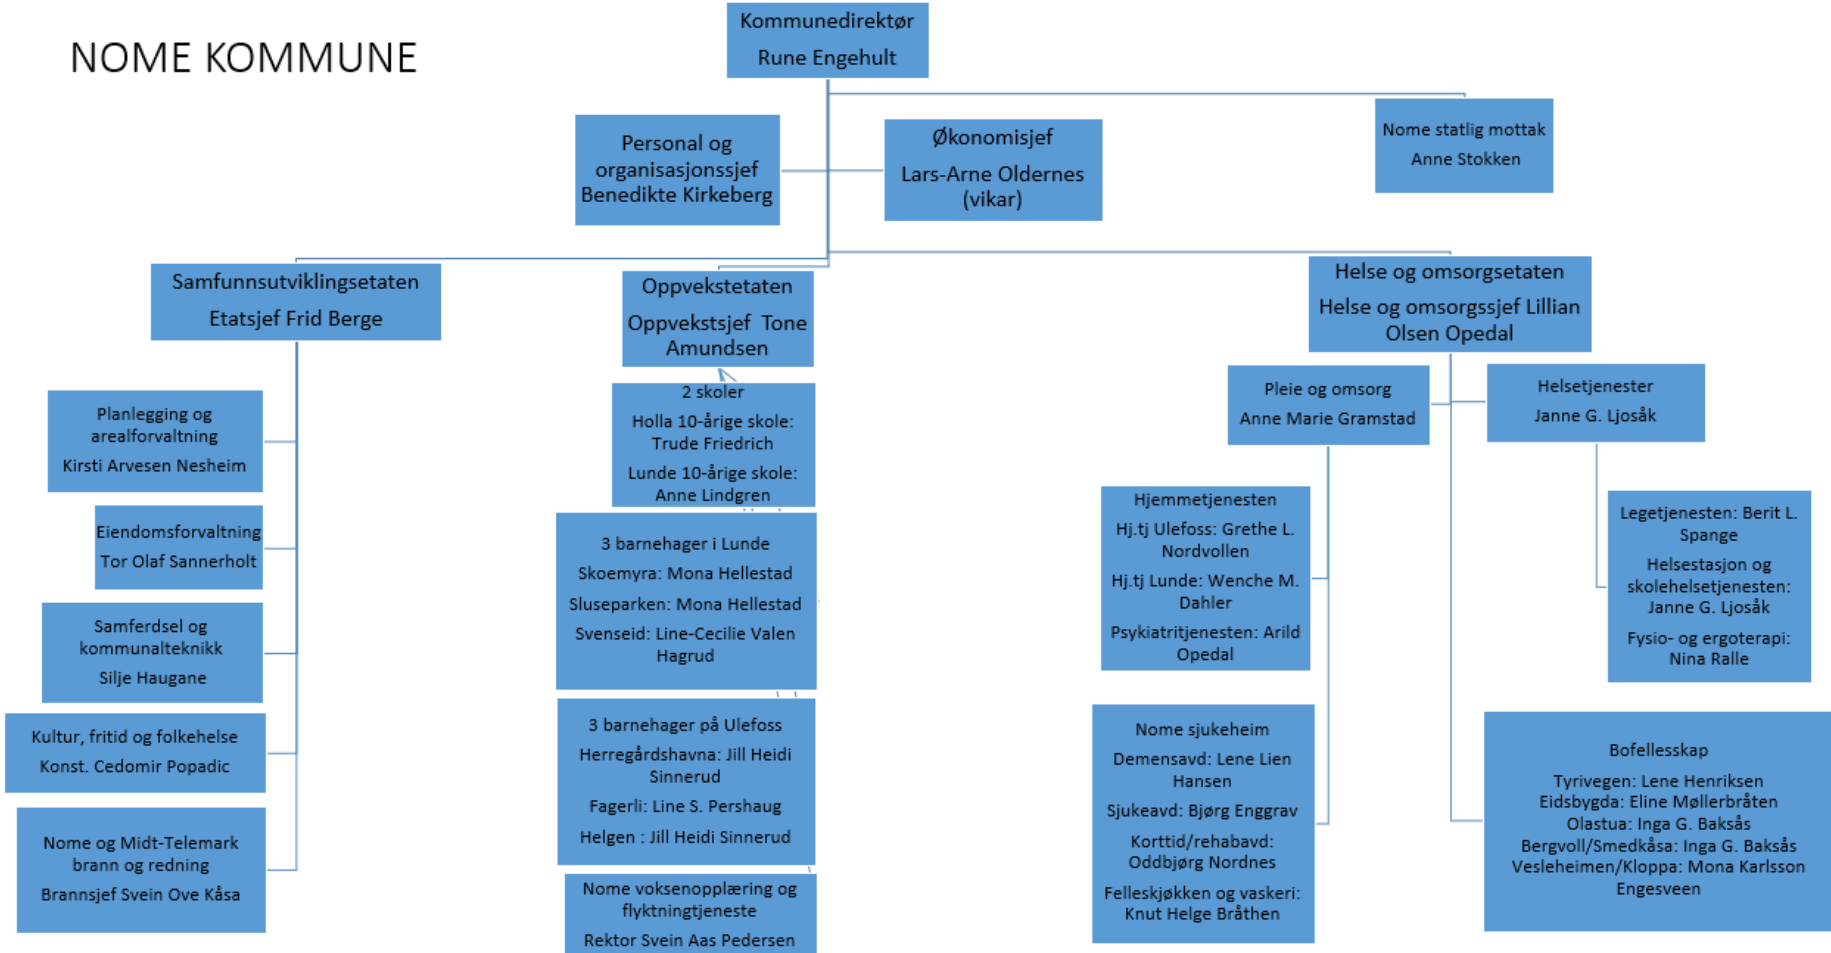 NOME KOMMUNE
Kommunedirektør
Rune Engehult
Nome statlig mottak
Anne Stokken
Personal og
organisasjonssjef
Benedikte Kirkeberg
Økonomisjef
Lars-Arne Oldernes
(vikar)
Samfunnsutviklingsetaten
Etatsjef Frid Berge
Planlegging og
arealforvaltning
Kirsti Arvesen Nesheim
Eiendomsforvaltning
Tor Olaf Sannerholt
Samferdsel og
kommunalteknikk
Silje Haugane
Kultur, fritid og folkehelse
Konst. Cedomir Popadic
Nome og Midt-Telemark
brann og redning
Brannsjef Svein Ove Kåsa
Oppvekstetaten
Oppvekstsjef  Tone
Amundsen
2 skoler
Holla 10-årige skole:
Trude Friedrich
Lunde 10-årige skole:
Anne Lindgren
3 barnehager i Lunde
Skoemyra: Mona Hellestad
Sluseparken: Mona Hellestad
Svenseid: Line-Cecilie Valen
Hagrud
3 barnehager på Ulefoss
Herregårdshavna: Jill Heidi
Sinnerud
Fagerli: Line S. Pershaug
Helgen : Jill Heidi Sinnerud
Nome voksenopplæring og
flyktningtjeneste
Rektor Svein Aas Pedersen
Helse og omsorgsetaten
Helse og omsorgssjef Lillian
Olsen Opedal
Pleie og omsorg
Anne Marie Gramstad
Hjemmetjenesten
Hj.tj Ulefoss: Grethe L.
Nordvollen
Hj.tj Lunde: Wenche M.
Dahler
Psykiatritjenesten: Arild
Opedal
Nome sjukeheim
Demensavd: Lene Lien
Hansen
Sjukeavd: Bjørg Enggrav
Korttid/rehabavd:
Oddbjørg Nordnes
Felleskjøkken og vaskeri:
Knut Helge Bråthen
Helsetjenester
Janne G. Ljosåk
Legetjenesten: Berit L.
Spange
Helsestasjon og
skolehelsetjenesten:
Janne G. Ljosåk
Fysio- og ergoterapi:
Nina Ralle
Bofellesskap
Tyrivegen: Lene Henriksen
Eidsbygda: Eline Møllerbråten
Olastua: Inga G. Baksås
Bergvoll/Smedkåsa: Inga G. Baksås
Vesleheimen/Kloppa: Mona Karlsson
Engesveen